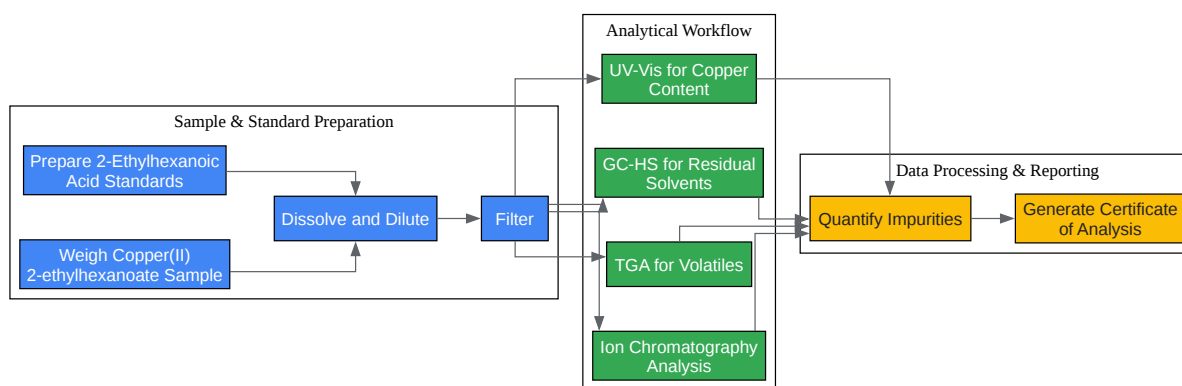 Analytical Workflow
UV-Vis for Copper
Content
Sample & Standard Preparation
Prepare 2-Ethylhexanoic
Acid Standards
Dissolve and Dilute
Filter
Weigh Copper(II)
2-ethylhexanoate Sample
GC-HS for Residual
Solvents
TGA for Volatiles
Ion Chromatography
Analysis
Data Processing & Reporting
Quantify Impurities
Generate Certificate
of Analysis